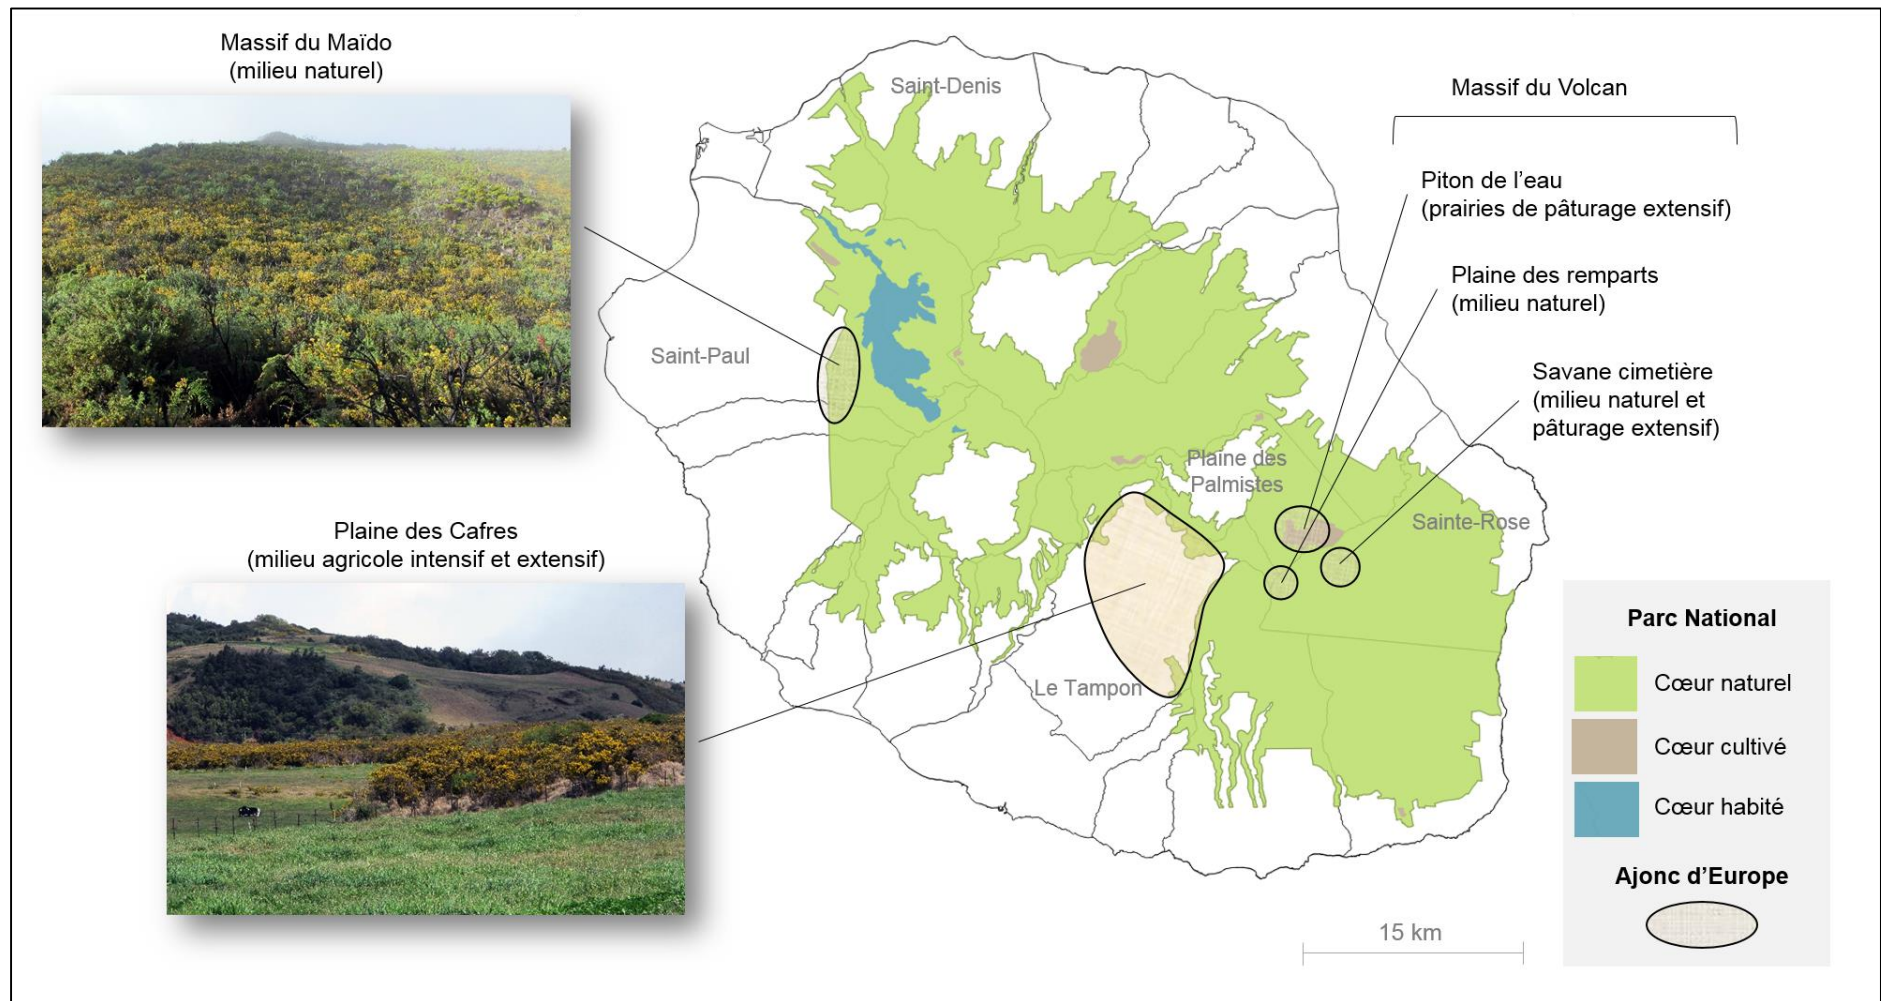 Massif du Maïdo
(milieu naturel)
Saint-Denis
Massif du Volcan
Piton de l'eau
(prairies de pâturage extensif)
Plaine des remparts
(milieu naturel)
Saint-Paul
Savane cimetière
(milieu naturel et
pâturage extensif)
Plaine des
Palmistes
Sainte-Rose
Plaine des Cafres
(milieu agricole intensif et extensif)
Le Tampon
Parc National
Cœur naturel
Cœur cultivé
Cœur habité
Ajonc d'Europe
15 km